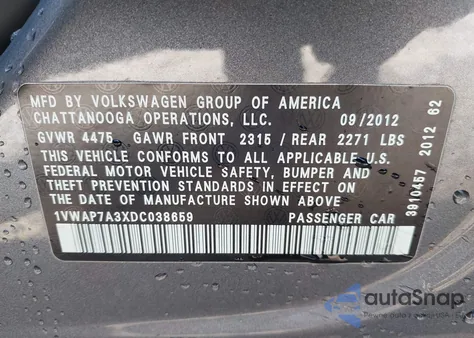 MFD BY VOLKSWAGEN GROUP OF AMERICA
CHATTANOOGA OPERATIONS, LLC. 09/2012
GVWR 4475 GAWR FRONT 2315 / REAR 2271 LBS
THIS VEHICLE CONFORMS TO ALL APPLICABLE U.S.
FEDERAL MOTOR VEHICLE SAFETY, BUMPER AND
THEFT PREVENTION STANDARDS IN EFFECT ON
THE DATE OF MANUFACTURE SHOWN ABOVE.
1VWAP7A3XDC038659 PASSENGER CAR
3910457 2012 62
autoSnap